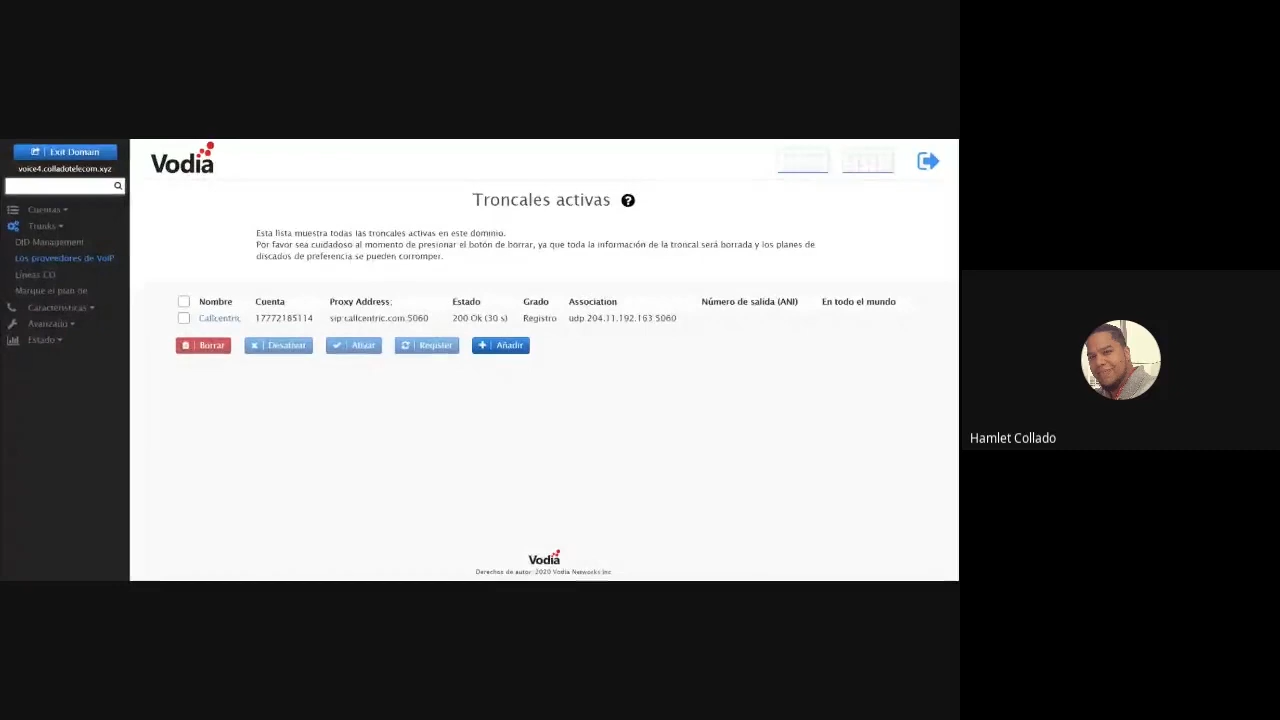 Exit Domain
voice4.colladotelecom.xyz
Cuentas
Trunks
DID Management
Los proveedores de VoIP
Líneas CO
Marque el plan de
Características
Avanzado
Estado
Vodia
Troncales activas
Esta lista muestra todas las troncales activas en este dominio.
Por favor sea cuidadoso al momento de presionar el botón de borrar, ya que toda la información de la troncal será borrada y los planes de
discados de preferencia se pueden corromper.
Nombre Cuenta Proxy Address: Estado Grado Association Número de salida (ANI) En todo el mundo
Callcentric 17772185114 sip:callcentric.com:5060 200 Ok (30 s) Registro udp:204.11.192.163:5060
Borrar Desativar Ativar Register Añadir
Vodia
Derechos de autor: 2020 Vodia Networks Inc
Hamlet Collado